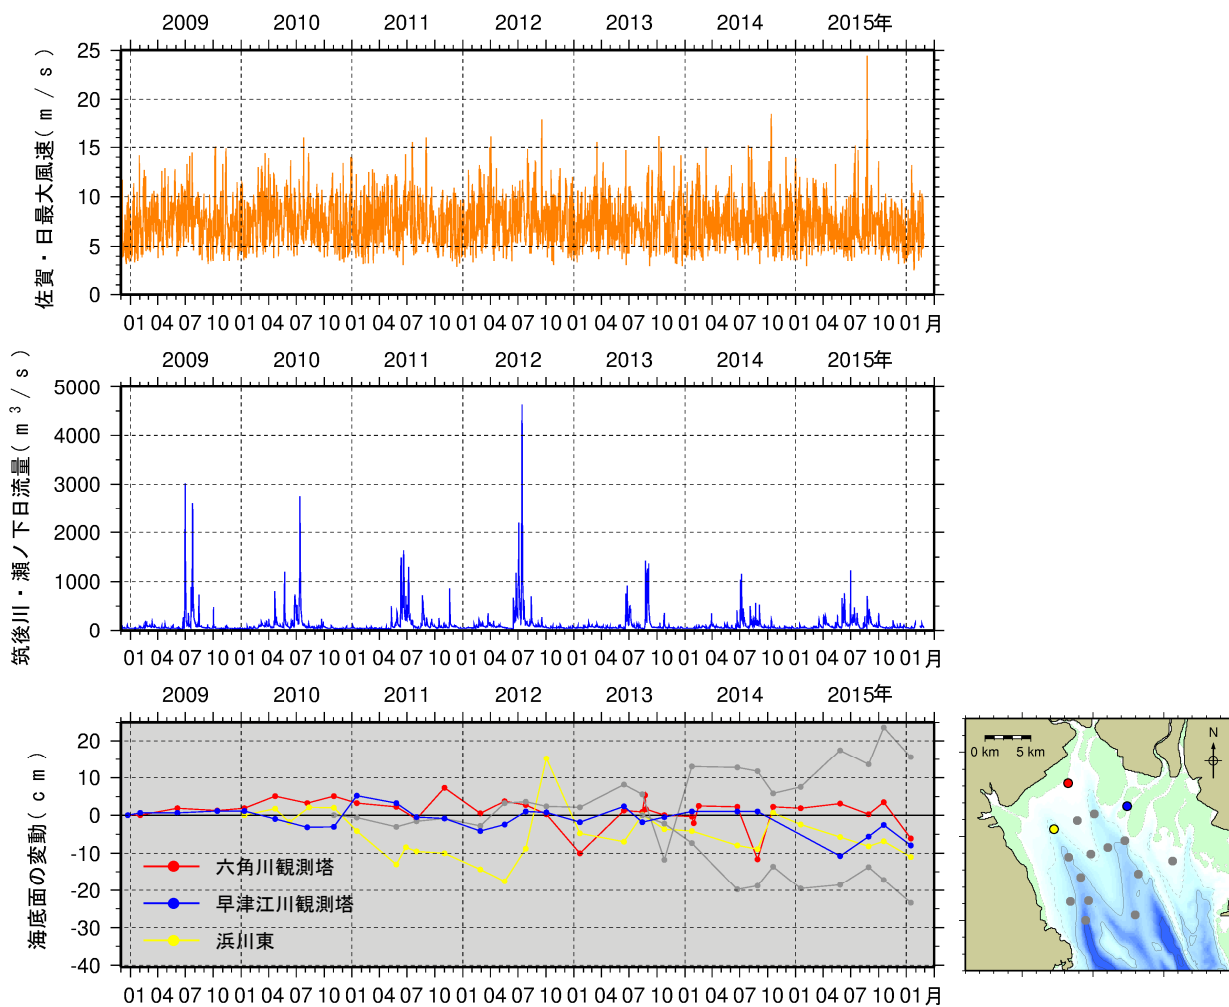 2009 2010 2011 2012 2013 2014 2015年
佐賀・日最大風速(m/s)
25
20
15
10
5
0
01 04 07 10 01 04 07 10 01 04 07 10 01 04 07 10 01 04 07 10 01 04 07 10 01 04 07 10 01 月
2009 2010 2011 2012 2013 2014 2015年
筑後川・瀬ノ下日流量(m³/s)
5000
4000
3000
2000
1000
0
01 04 07 10 01 04 07 10 01 04 07 10 01 04 07 10 01 04 07 10 01 04 07 10 01 04 07 10 01 月
2009 2010 2011 2012 2013 2014 2015年
海底面の変動(cm)
20
10
0
-10
-20
-30
-40
六角川観測塔
早津江川観測塔
浜川東
01 04 07 10 01 04 07 10 01 04 07 10 01 04 07 10 01 04 07 10 01 04 07 10 01 04 07 10 01 月
0 km 5 km
N